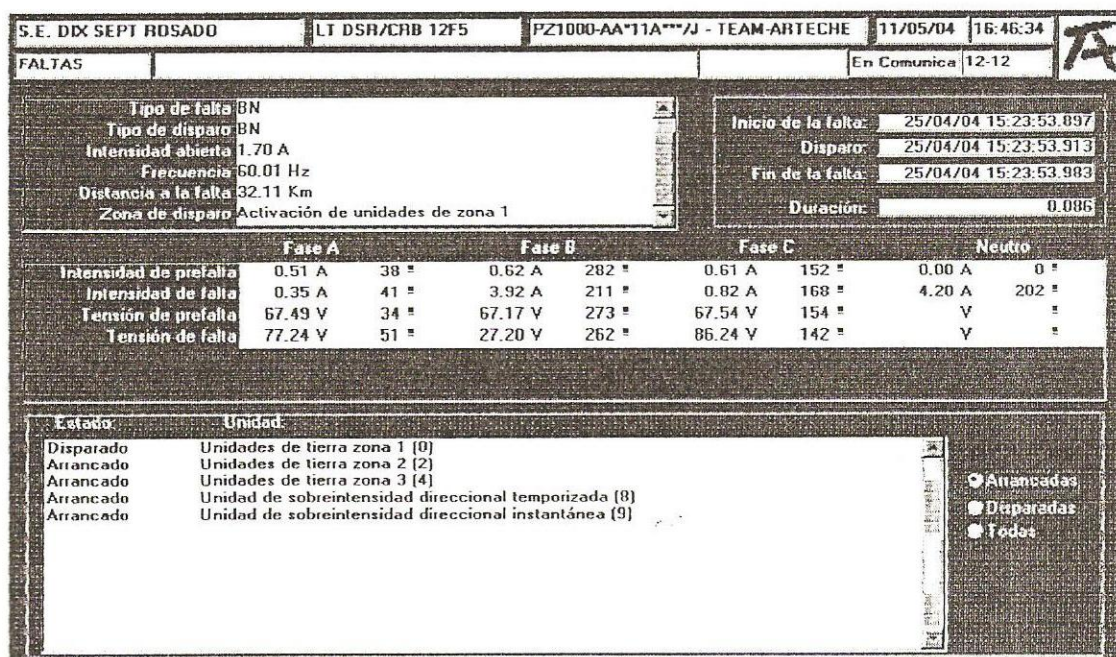 S.E. DIX SEPT ROSADO LT DSR/CRB 12F5 PZ1000-AA*11A***/J - TEAM-ARTECHE 11/05/04 16:46:34
FALTAS En Comunica 12-12
Tipo de falta BN
Tipo de disparo BN
Intensidad abierta 1.70 A
Frecuencia 60.01 Hz
Distancia a la falta 32.11 Km
Zona de disparo Activación de unidades de zona 1
Inicio de la falta: 25/04/04 15:23:53.897
Disparo: 25/04/04 15:23:53.913
Fin de la falta: 25/04/04 15:23:53.983
Duración: 0.086
Fase A Fase B Fase C Neutro
Intensidad de prefalta 0.51 A 38 º 0.62 A 282 º 0.61 A 152 º 0.00 A 0 º
Intensidad de falta 0.35 A 41 º 3.92 A 211 º 0.82 A 168 º 4.20 A 202 º
Tensión de prefalta 67.49 V 34 º 67.17 V 273 º 67.54 V 154 º V º
Tensión de falta 77.24 V 51 º 27.20 V 262 º 86.24 V 142 º V º
Estado: Unidad:
Disparado Unidades de tierra zona 1 (0)
Arrancado Unidades de tierra zona 2 (2)
Arrancado Unidades de tierra zona 3 (4)
Arrancado Unidad de sobreintensidad direccional temporizada (8)
Arrancado Unidad de sobreintensidad direccional instantánea (9)
Arrancadas
Disparadas
Todas